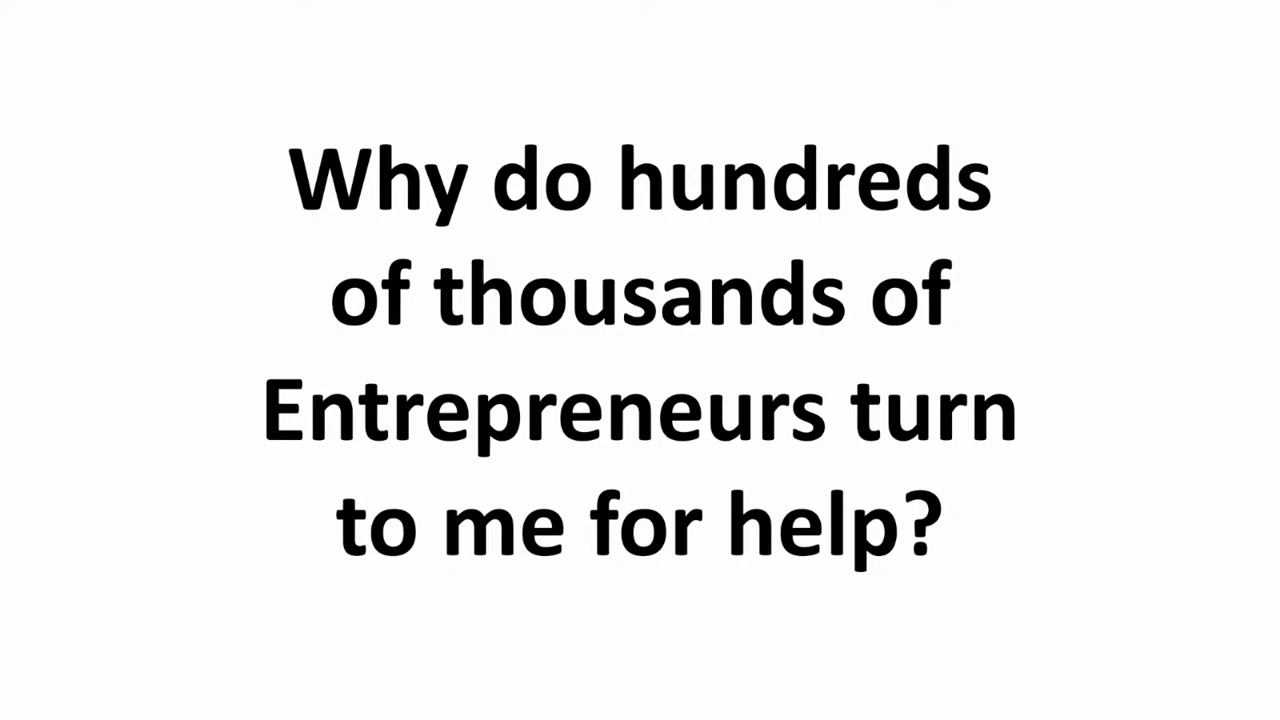 Why do hundreds
of thousands of
Entrepreneurs turn
to me for help?